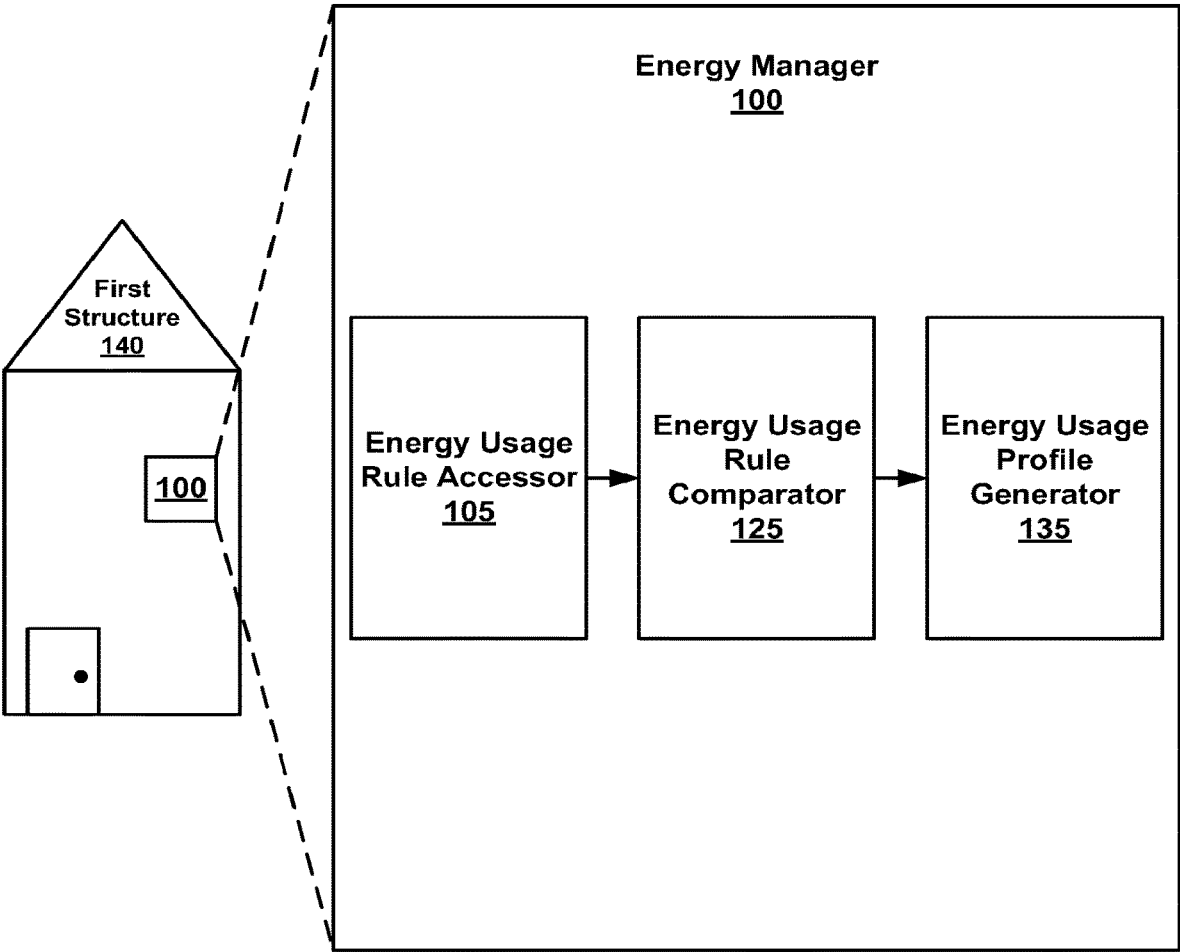 Energy Manager
100
First
Structure
140
100
Energy Usage
Rule Accessor
105
Energy Usage
Rule
Comparator
125
Energy Usage
Profile
Generator
135